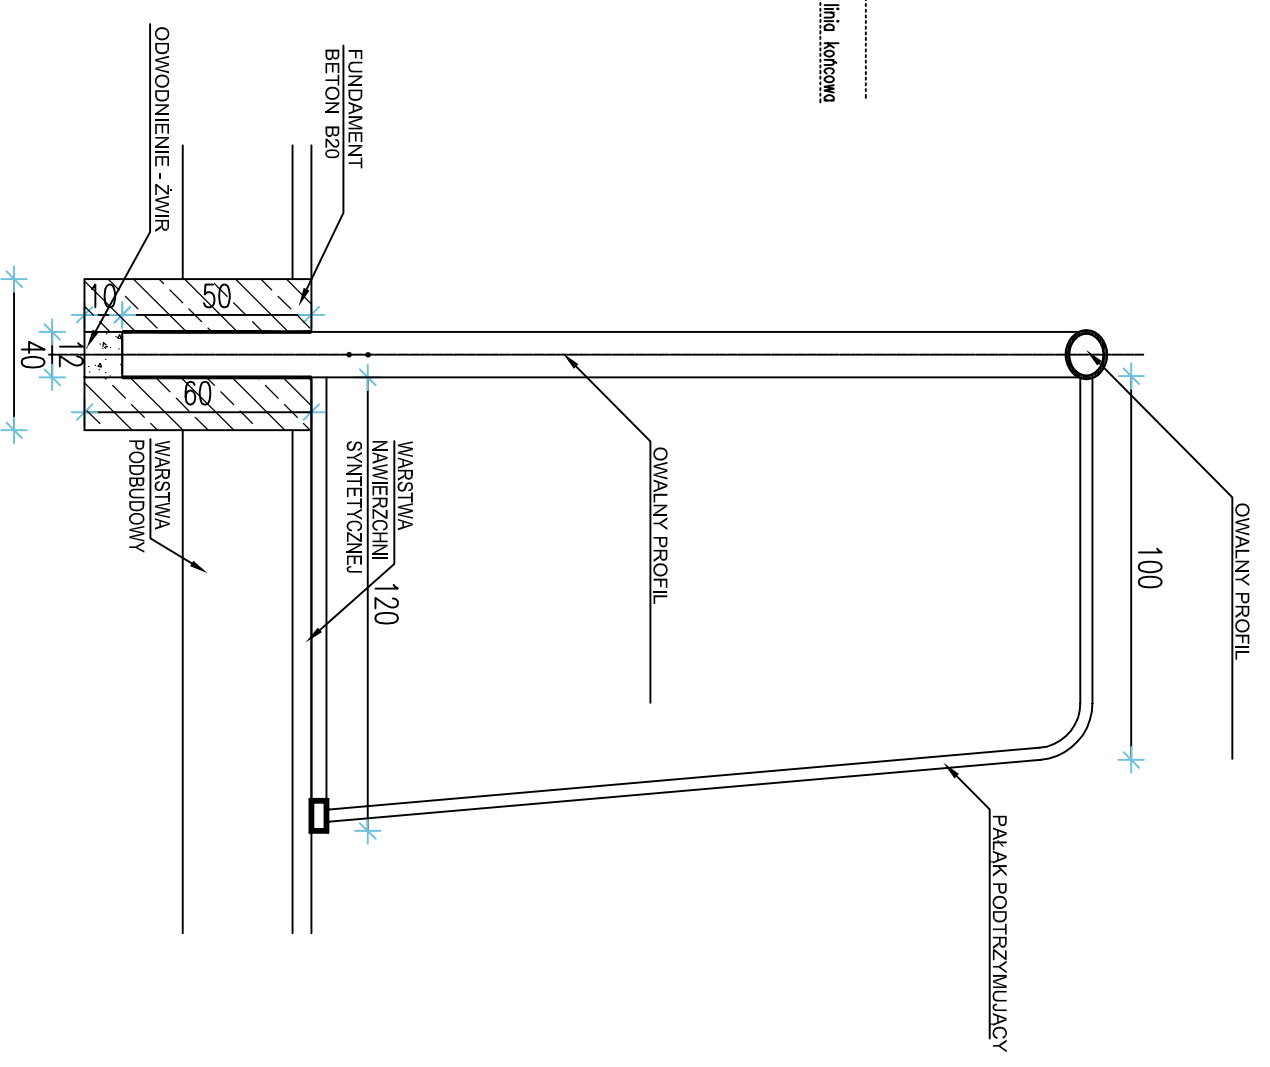 OWALNY PROFIL
100
PAŁĄK PODTRZYMUJĄCY
linia końcowa
OWALNY PROFIL
WARSTWA
NAWIERZCHNI
SYNTETYCZNEJ
120
FUNDAMENT
BETON B20
50
60
ODWODNIENIE - ŻWIR
WARSTWA
PODBUDOWY
10
12
40